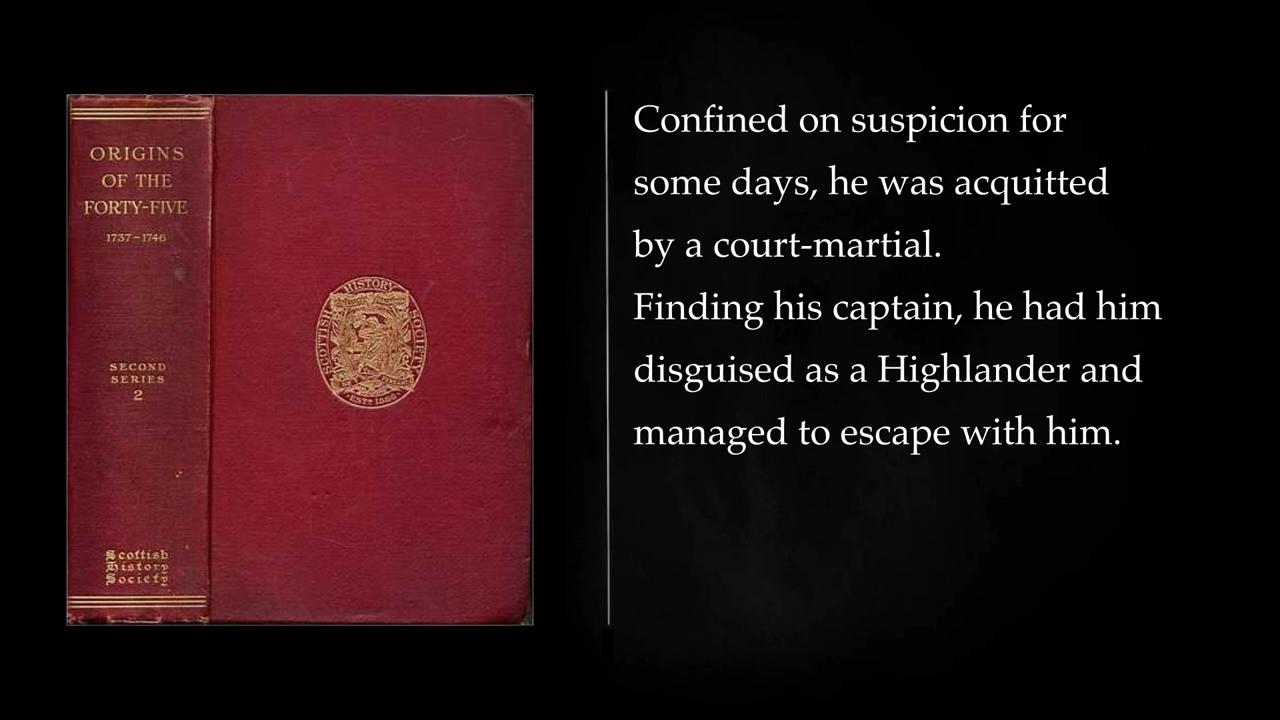 ORIGINS
OF THE
FORTY-FIVE
1737-1746
SECOND
SERIES
2
Scottish
History
Society
SCOTTISH HISTORY SOCIETY
·ESTD 1886·
Confined on suspicion for
some days, he was acquitted
by a court-martial.
Finding his captain, he had him
disguised as a Highlander and
managed to escape with him.